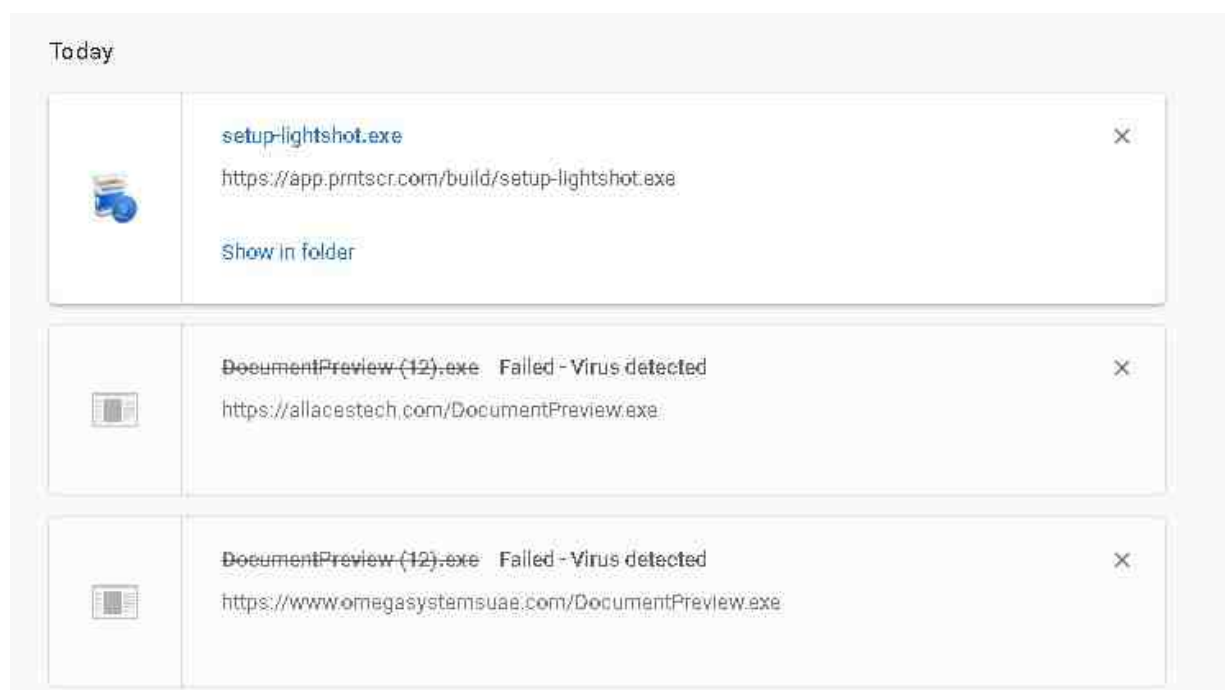 Today
setup-lightshot.exe
https://app.prntscr.com/build/setup-lightshot.exe
Show in folder
DocumentPreview (12).exe Failed - Virus detected
https://allacestech.com/DocumentPreview.exe
DocumentPreview (12).exe Failed - Virus detected
https://www.omegasystemsuae.com/DocumentPreview.exe